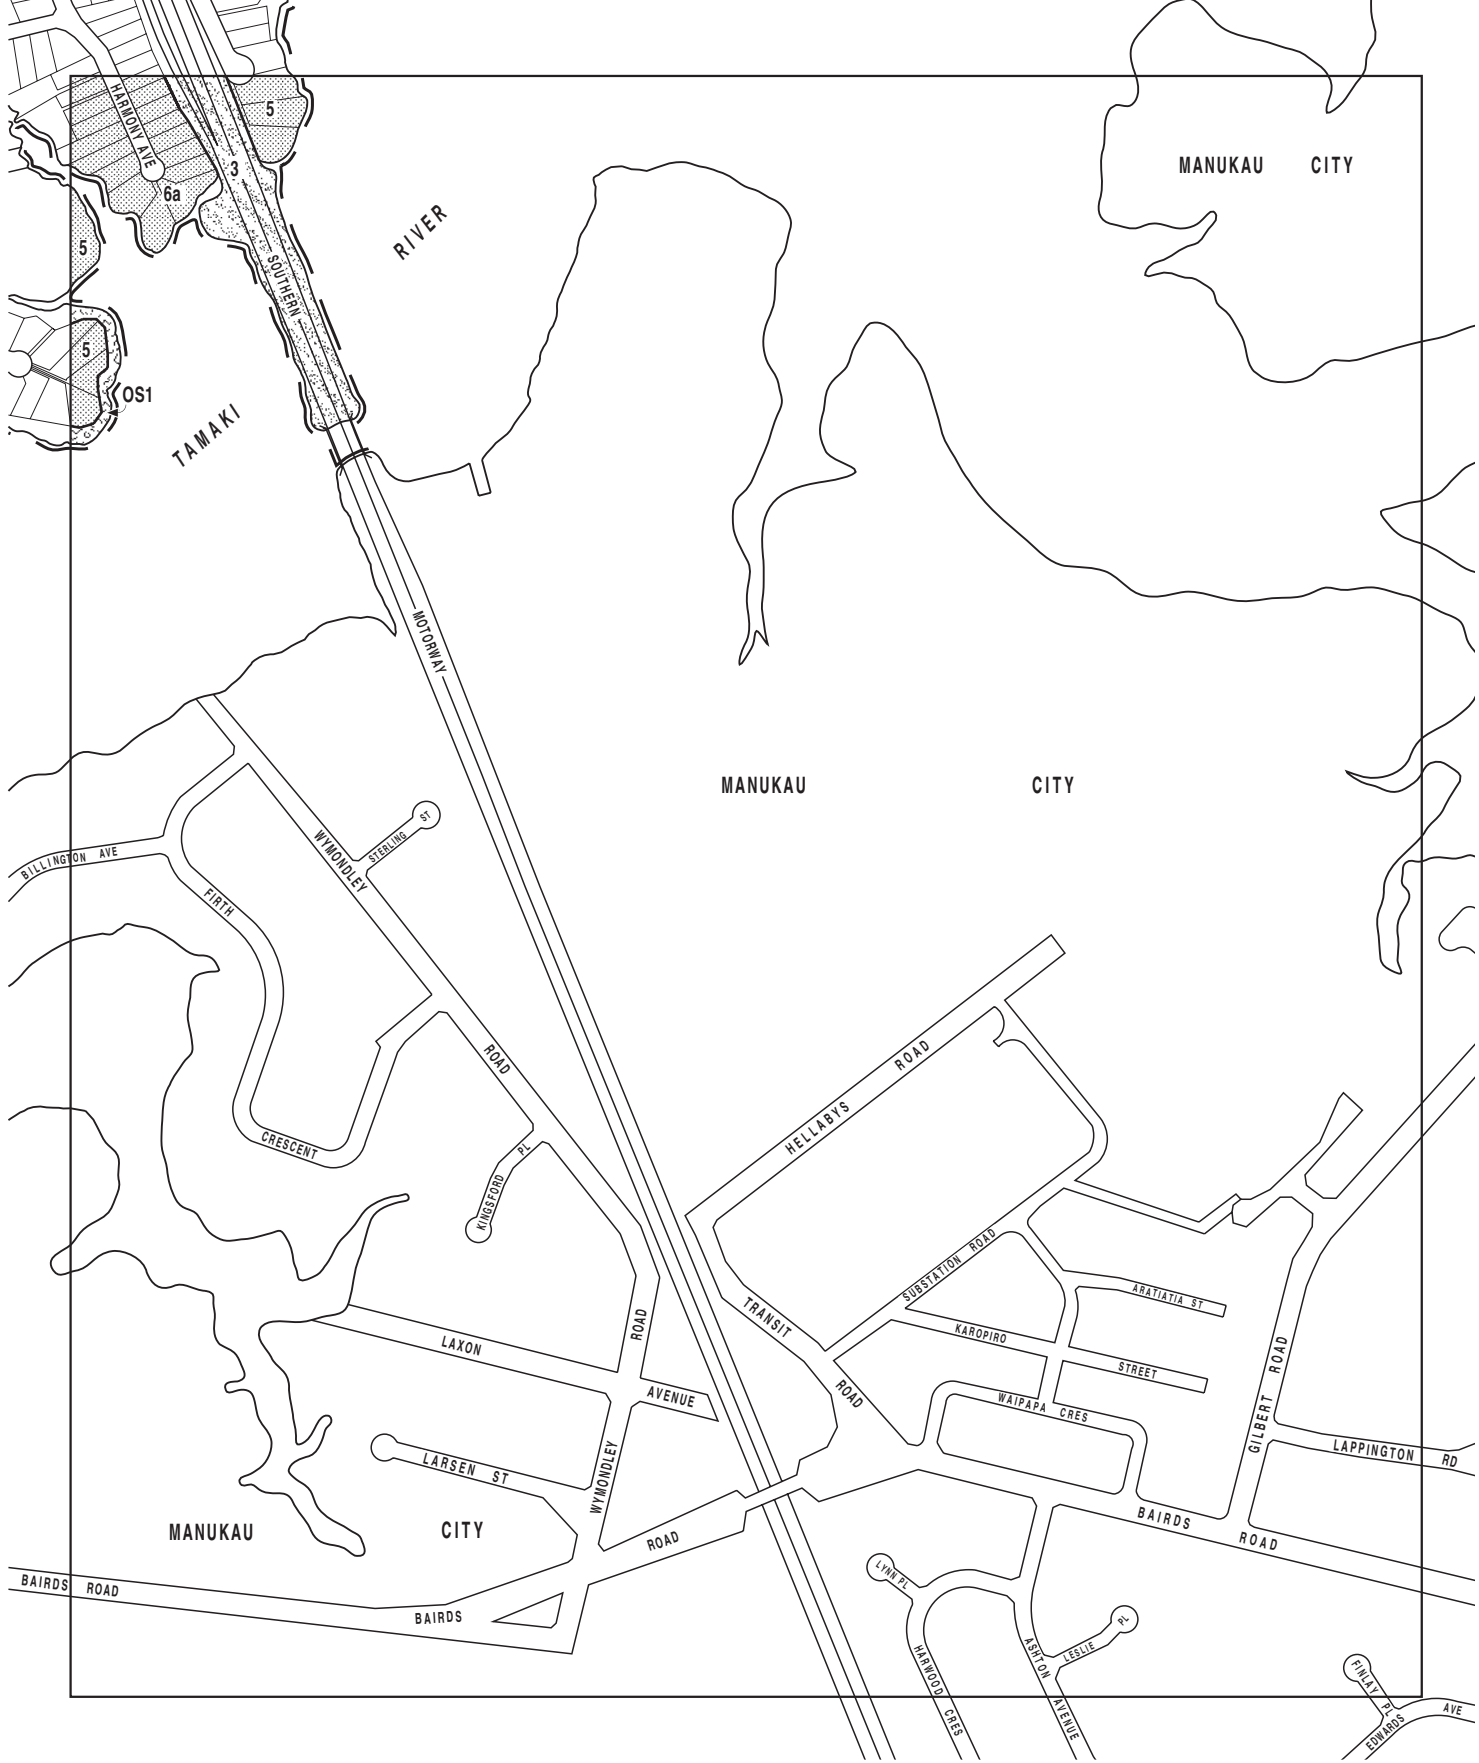 HARMONY AVE
5
3
6a
5
5
OS1
TAMAKI
RIVER
SOUTHERN
MOTORWAY
MANUKAU CITY
MANUKAU CITY
BILLINGTON AVE
FIRTH
CRESCENT
WYMONDLEY
STERLING ST
ROAD
KINGSFORD PL
ROAD
LAXON
AVENUE
LARSEN ST
WYMONDLEY
HELLABYS ROAD
TRANSIT
ROAD
SUBSTATION ROAD
ARATIATIA ST
KAROPIRO
STREET
WAIPAPA CRES
GILBERT ROAD
LAPPINGTON RD
MANUKAU CITY
BAIRDS ROAD
BAIRDS
ROAD
BAIRDS
ROAD
LYNN PL
HARWOOD CRES
ASHTON AVENUE
LESLIE PL
FINLAY PL
EDWARDS AVE